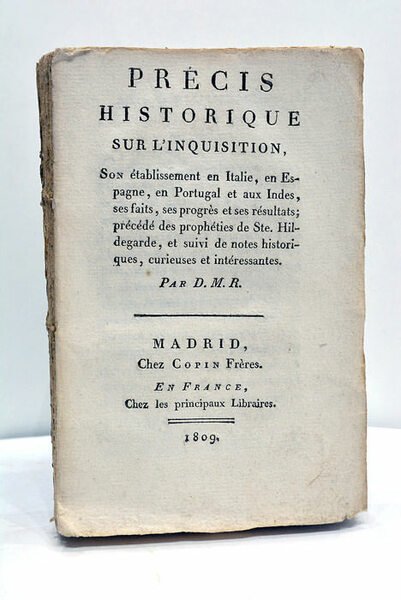 PRÉCIS
HISTORIQUE
SUR L'INQUISITION,
SON établissement en Italie, en Es-
pagne, en Portugal et aux Indes,
ses faits, ses progrès et ses résultats;
précédé des prophéties de Ste. Hil-
degarde, et suivi de notes histori-
ques, curieuses et intéressantes.
PAR D. M. R.
MADRID,
Chez COPIN Frères.
EN FRANCE,
Chez les principaux Libraires.
1809.